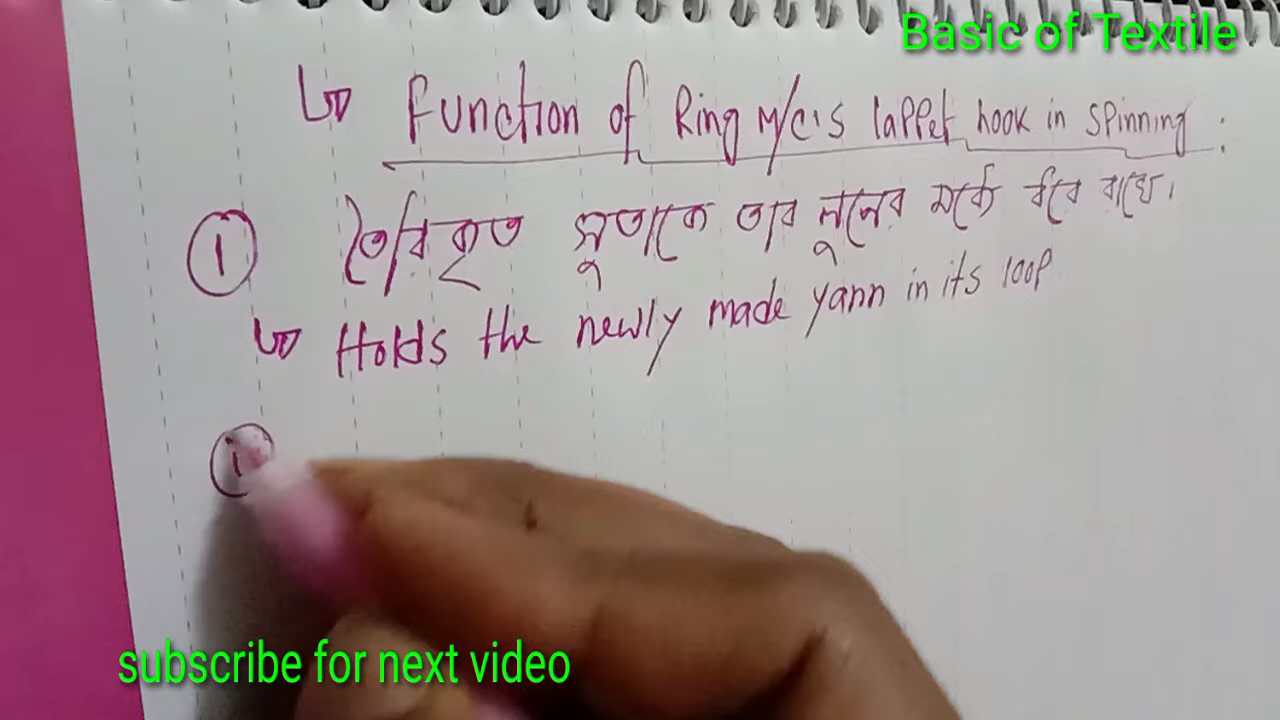 Basic of Textile
Function of Ring M/C's lappet hook in spinning :
① তৈরিকৃত সুতাকে তার লুপের মধ্যে ধরে রাখে।
Holds the newly made yann in its loop
subscribe for next video